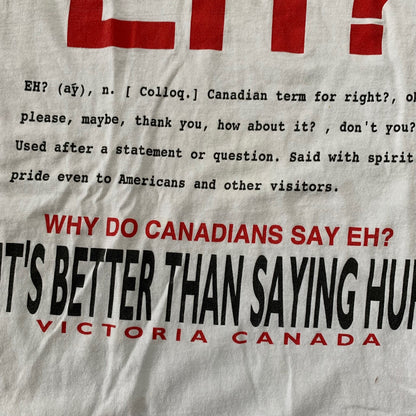 EH?
EH? (aý), n. [ Colloq.] Canadian term for right?,
please, maybe, thank you, how about it? , don't you?
Used after a statement or question. Said with spirit
pride even to Americans and other visitors.
WHY DO CANADIANS SAY EH?
IT'S BETTER THAN SAYING
VICTORIA CANADA